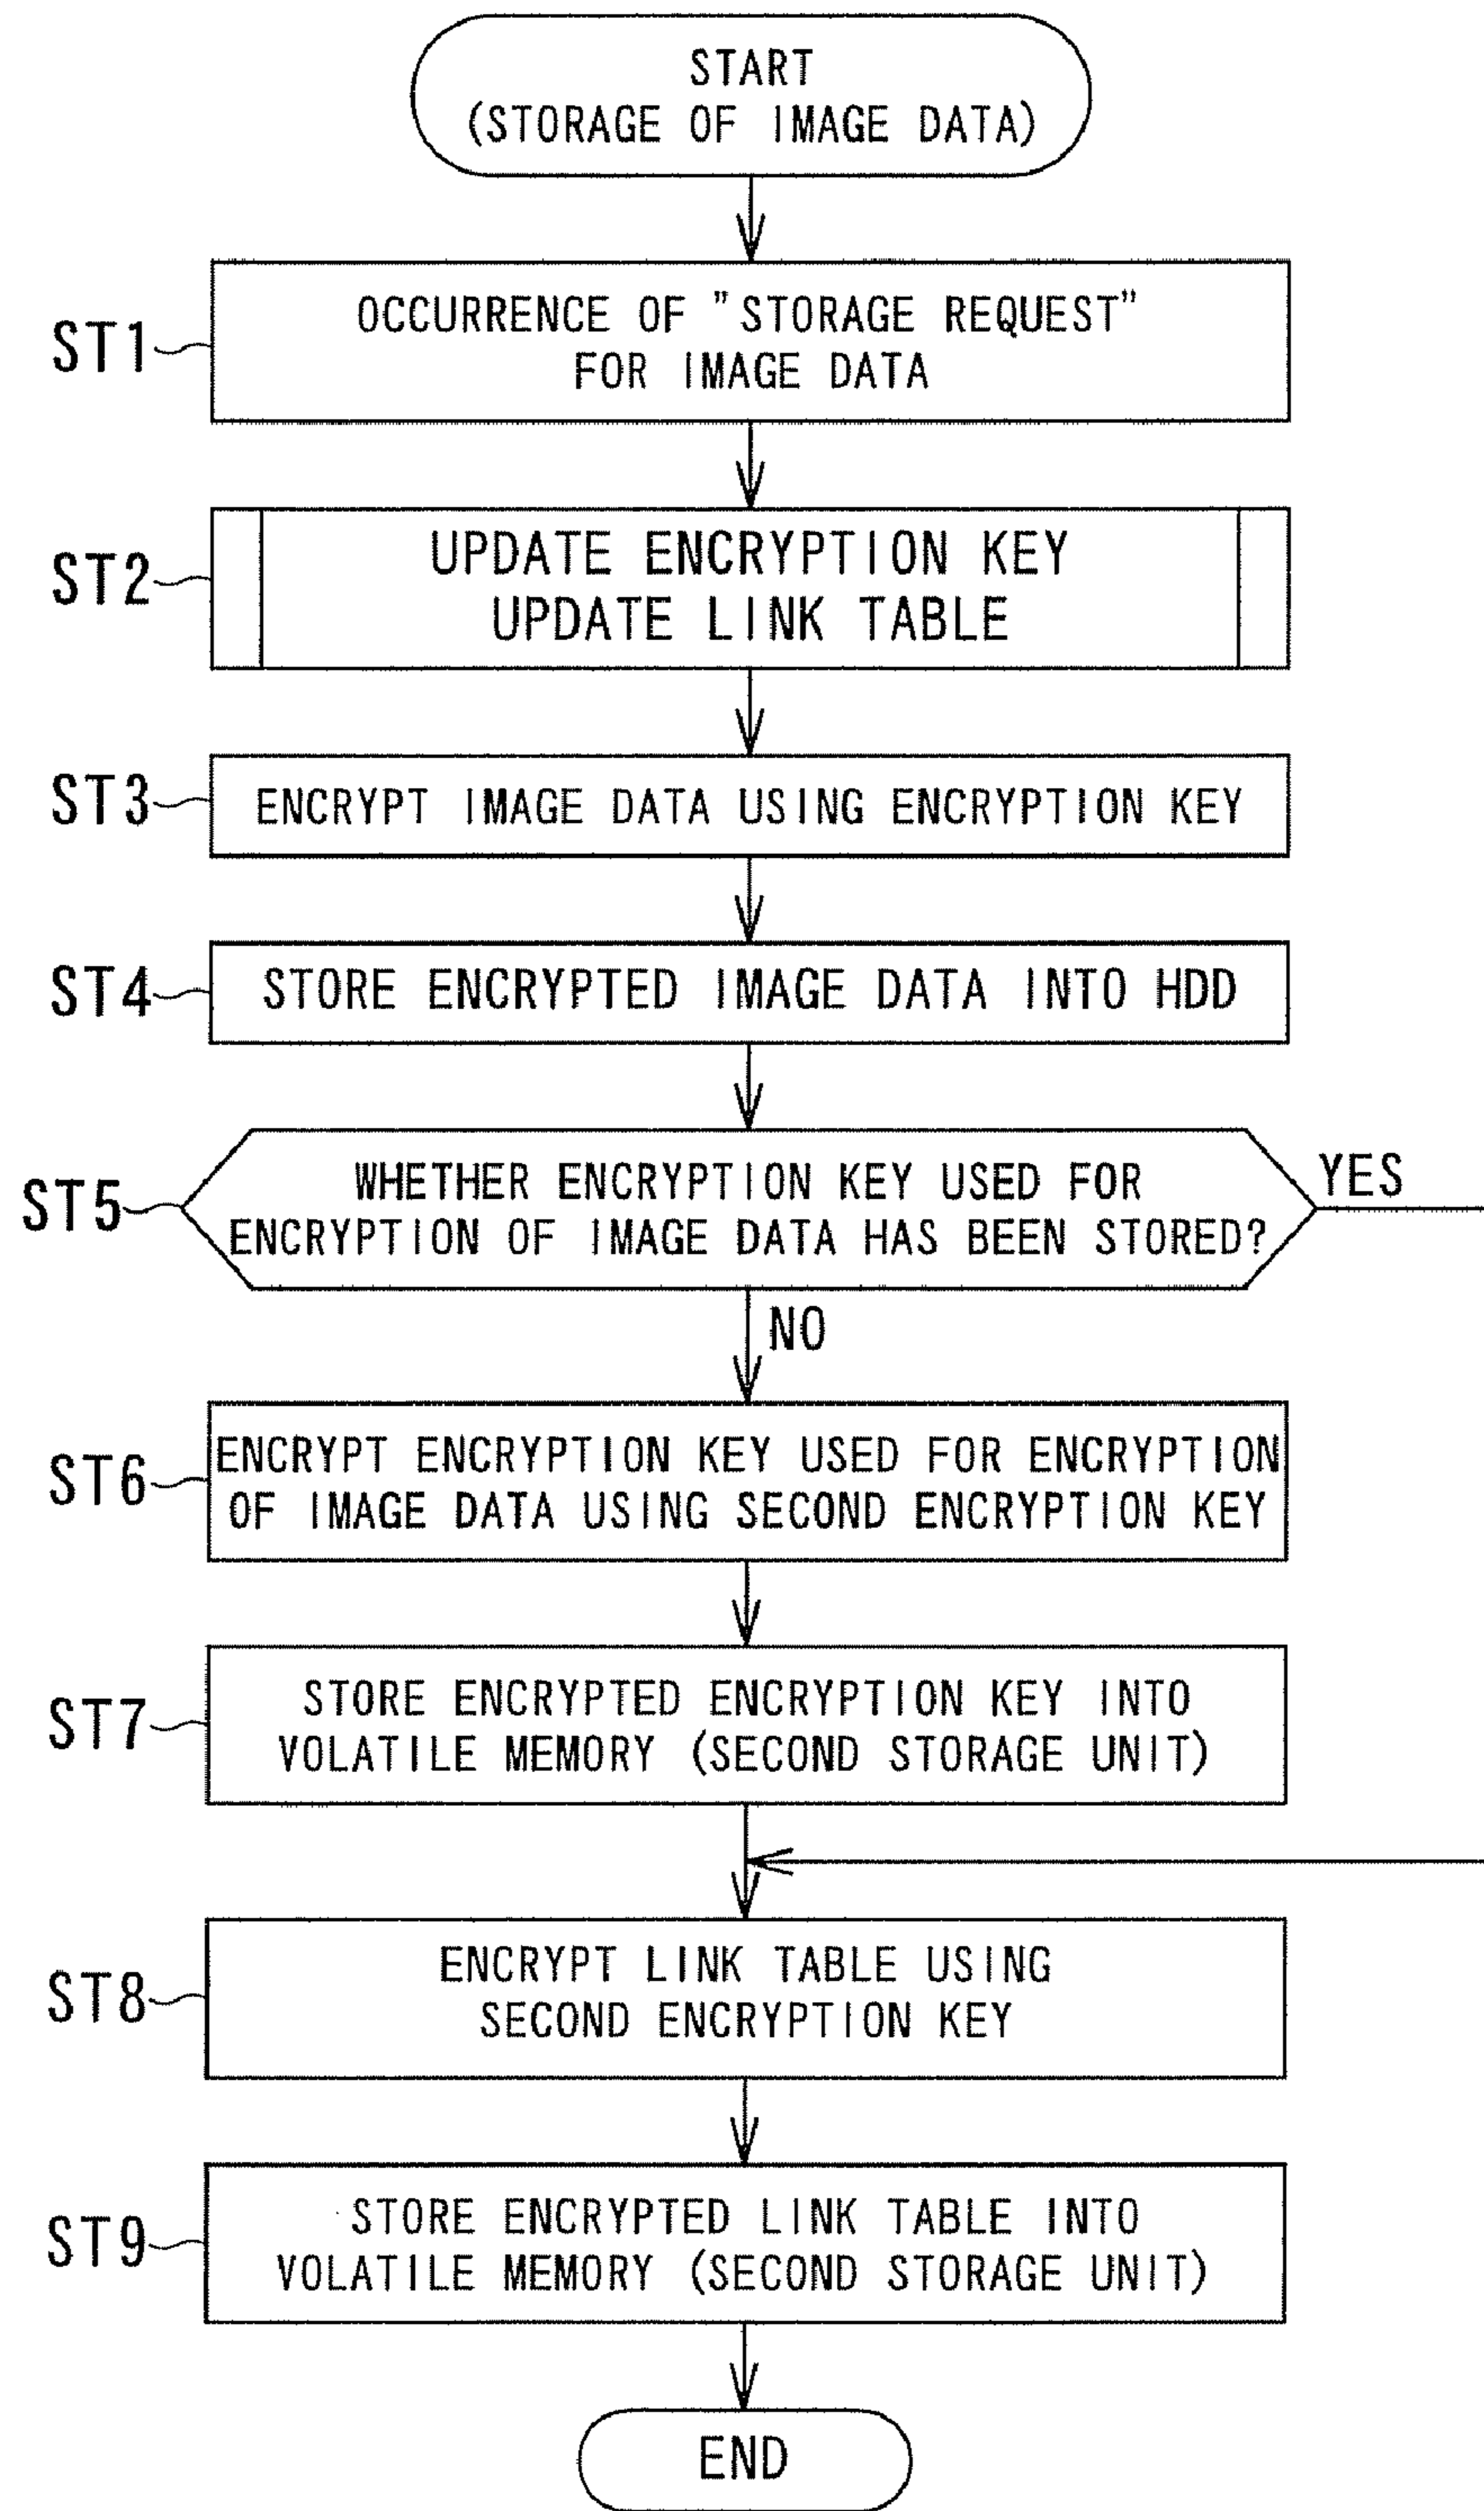 START
(STORAGE OF IMAGE DATA)
ST1
OCCURRENCE OF "STORAGE REQUEST"
FOR IMAGE DATA
ST2
UPDATE ENCRYPTION KEY
UPDATE LINK TABLE
ST3
ENCRYPT IMAGE DATA USING ENCRYPTION KEY
ST4
STORE ENCRYPTED IMAGE DATA INTO HDD
ST5
WHETHER ENCRYPTION KEY USED FOR
ENCRYPTION OF IMAGE DATA HAS BEEN STORED?
YES
NO
ST6
ENCRYPT ENCRYPTION KEY USED FOR ENCRYPTION
OF IMAGE DATA USING SECOND ENCRYPTION KEY
ST7
STORE ENCRYPTED ENCRYPTION KEY INTO
VOLATILE MEMORY (SECOND STORAGE UNIT)
ST8
ENCRYPT LINK TABLE USING
SECOND ENCRYPTION KEY
ST9
STORE ENCRYPTED LINK TABLE INTO
VOLATILE MEMORY (SECOND STORAGE UNIT)
END